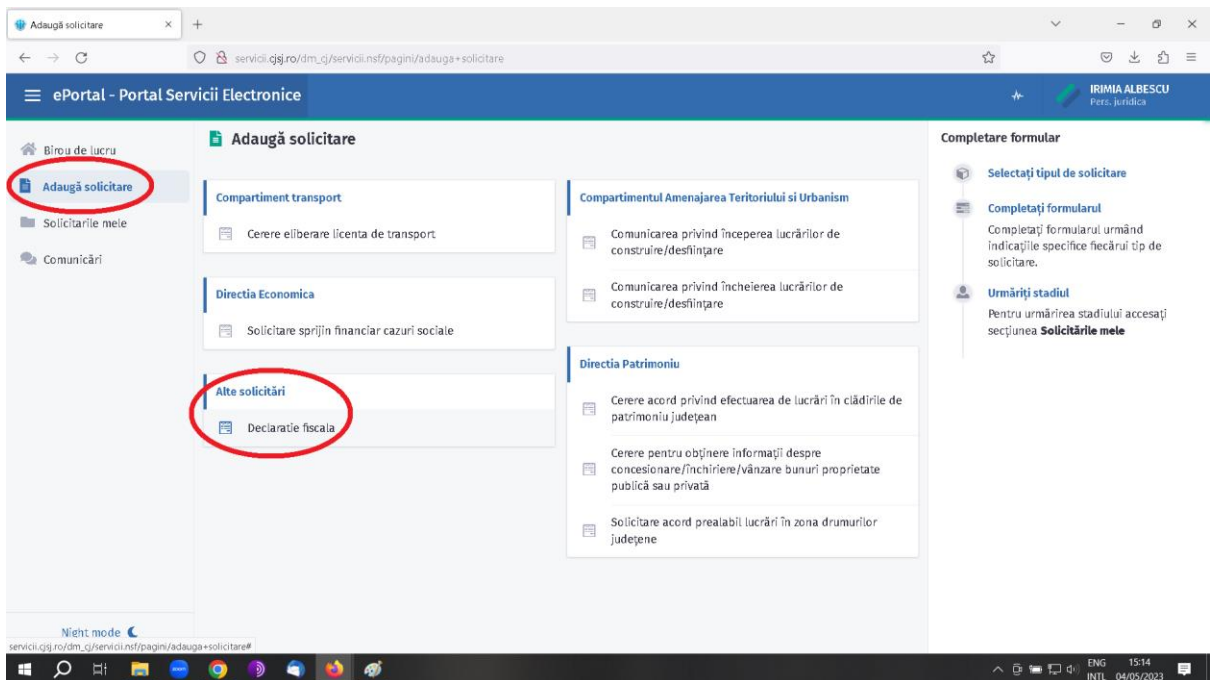 Adaugă solicitare
servicii.cjsj.ro/dm_cj/servicii.nsf/pagini/adauga+solicitare
ePortal - Portal Servicii Electronice
IRIMIA ALBESCU
Pers. juridica
Birou de lucru
Adaugă solicitare
Solicitarile mele
Comunicări
Adaugă solicitare
Compartiment transport
Cerere eliberare licenta de transport
Directia Economica
Solicitare sprijin financiar cazuri sociale
Alte solicitări
Declaratie fiscala
Compartimentul Amenajarea Teritoriului si Urbanism
Comunicarea privind începerea lucrărilor de
construire/desființare
Comunicarea privind încheierea lucrărilor de
construire/desființare
Directia Patrimoniu
Cerere acord privind efectuarea de lucrări în clădirile de
patrimoniu județean
Cerere pentru obținere informații despre
concesionare/închiriere/vânzare bunuri proprietate
publică sau privată
Solicitare acord prealabil lucrări în zona drumurilor
județene
Completare formular
Selectați tipul de solicitare
Completați formularul
Completați formularul urmând
indicațiile specifice fiecărui tip de
solicitare.
Urmăriți stadiul
Pentru urmărirea stadiului accesați
secțiunea Solicitările mele
Night mode
servicii.cjsj.ro/dm_cj/servicii.nsf/pagini/adauga+solicitare#
ENG 15:14
INTL 04/05/2023